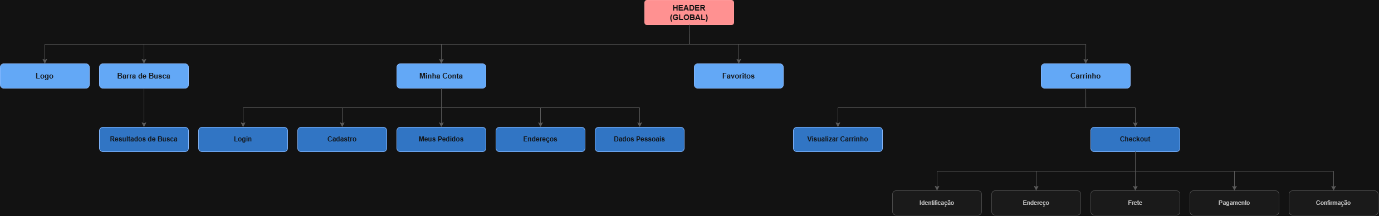 HEADER
(GLOBAL)
Logo
Barra de Busca
Minha Conta
Favoritos
Carrinho
Resultados de Busca
Login
Cadastro
Meus Pedidos
Endereços
Dados Pessoais
Visualizar Carrinho
Checkout
Identificação
Endereço
Frete
Pagamento
Confirmação